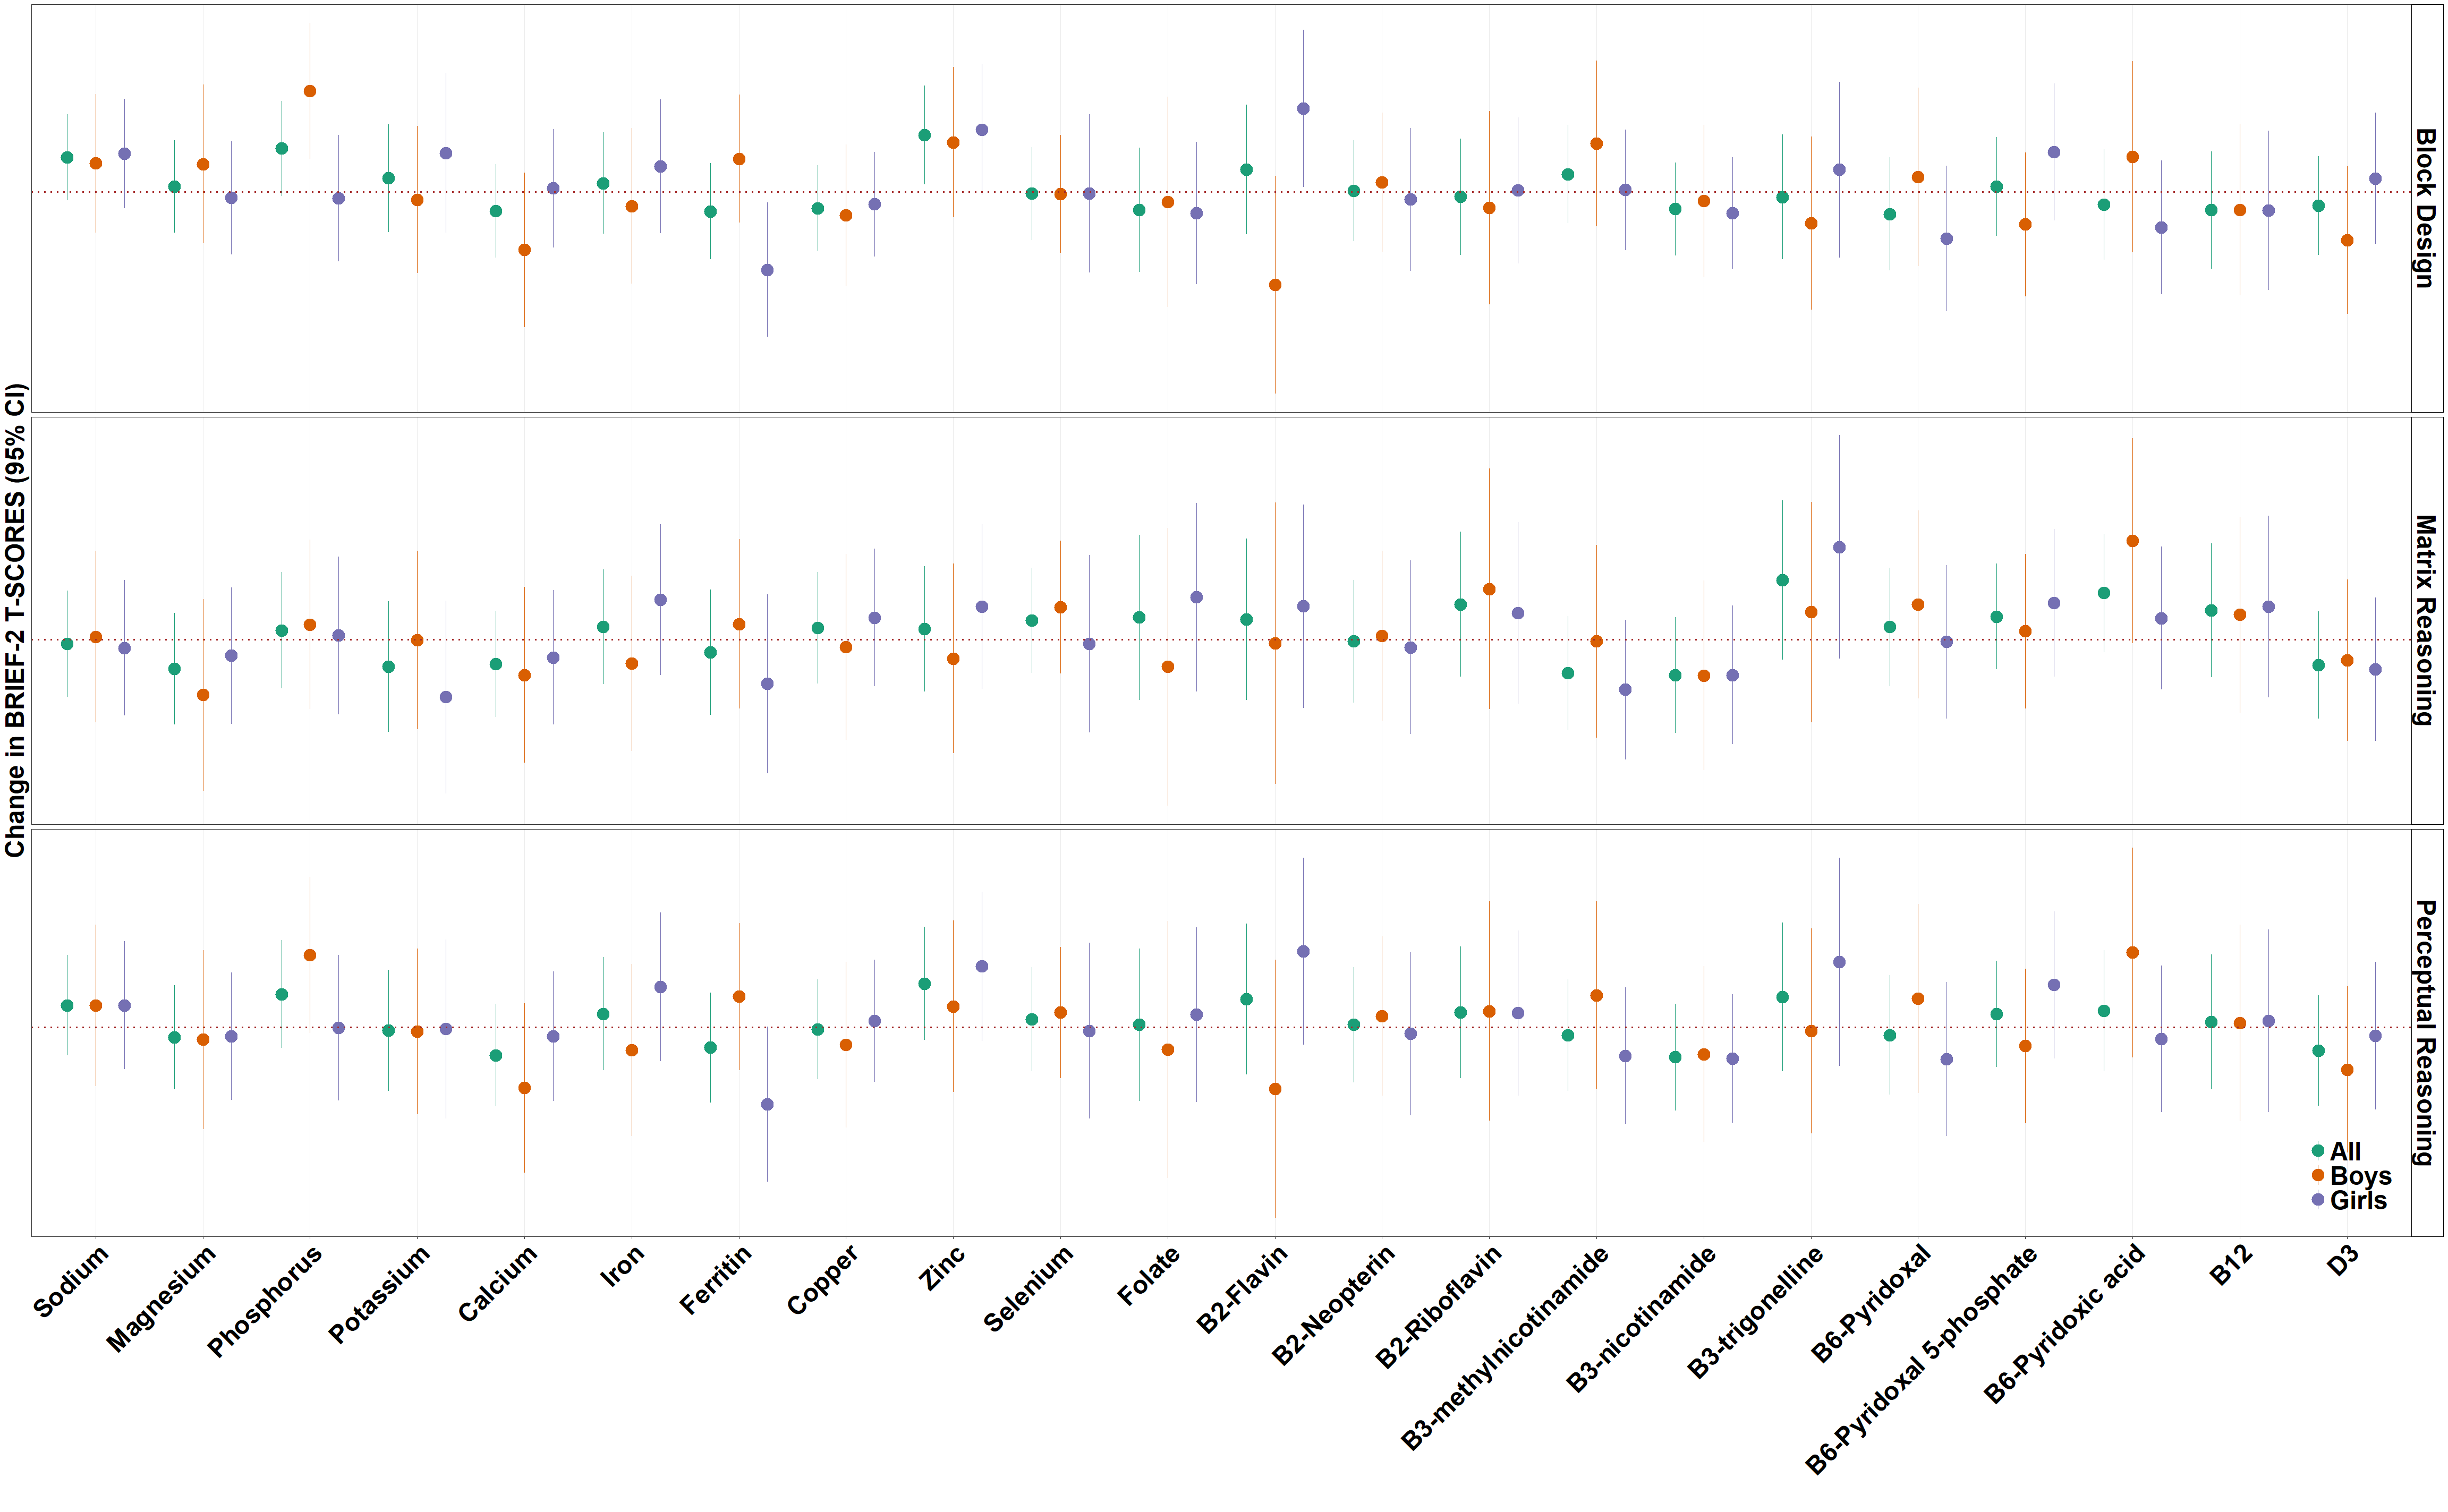 Change in BRIEF-2 T-SCORES (95% CI)
Block Design
Matrix Reasoning
Perceptual Reasoning
All
Boys
Girls
Sodium
Magnesium
Phosphorus
Potassium
Calcium
Iron
Ferritin
Copper
Zinc
Selenium
Folate
B2-Flavin
B2-Neopterin
B2-Riboflavin
B3-methylnicotinamide
B3-nicotinamide
B3-trigonelline
B6-Pyridoxal
B6-Pyridoxal 5-phosphate
B6-Pyridoxic acid
B12
D3